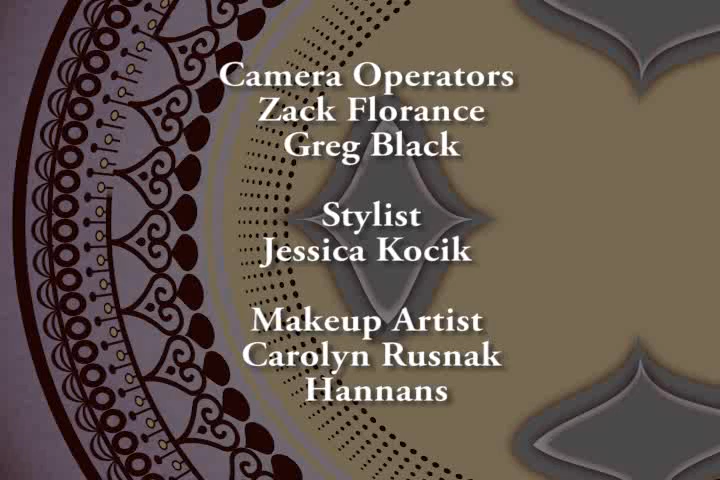 Camera Operators
Zack Florance
Greg Black
Stylist
Jessica Kocik
Makeup Artist
Carolyn Rusnak
Hannans